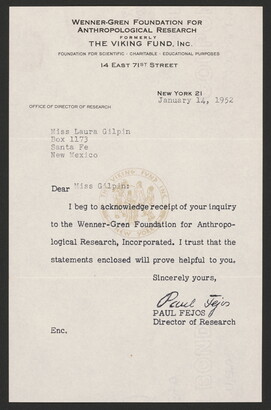 WENNER-GREN FOUNDATION FOR
ANTHROPOLOGICAL RESEARCH
FORMERLY
THE VIKING FUND, INC.
FOUNDATION FOR SCIENTIFIC · CHARITABLE · EDUCATIONAL PURPOSES
14 EAST 71ST STREET
NEW YORK 21
OFFICE OF DIRECTOR OF RESEARCH
January 14, 1952
Miss Laura Gilpin
Box 1173
Santa Fe
New Mexico
Dear Miss Gilpin:
I beg to acknowledge receipt of your inquiry
to the Wenner-Gren Foundation for Anthropo-
logical Research, Incorporated. I trust that the
statements enclosed will prove helpful to you.
Sincerely yours,
Paul Fejos
PAUL FEJOS
Director of Research
Enc.